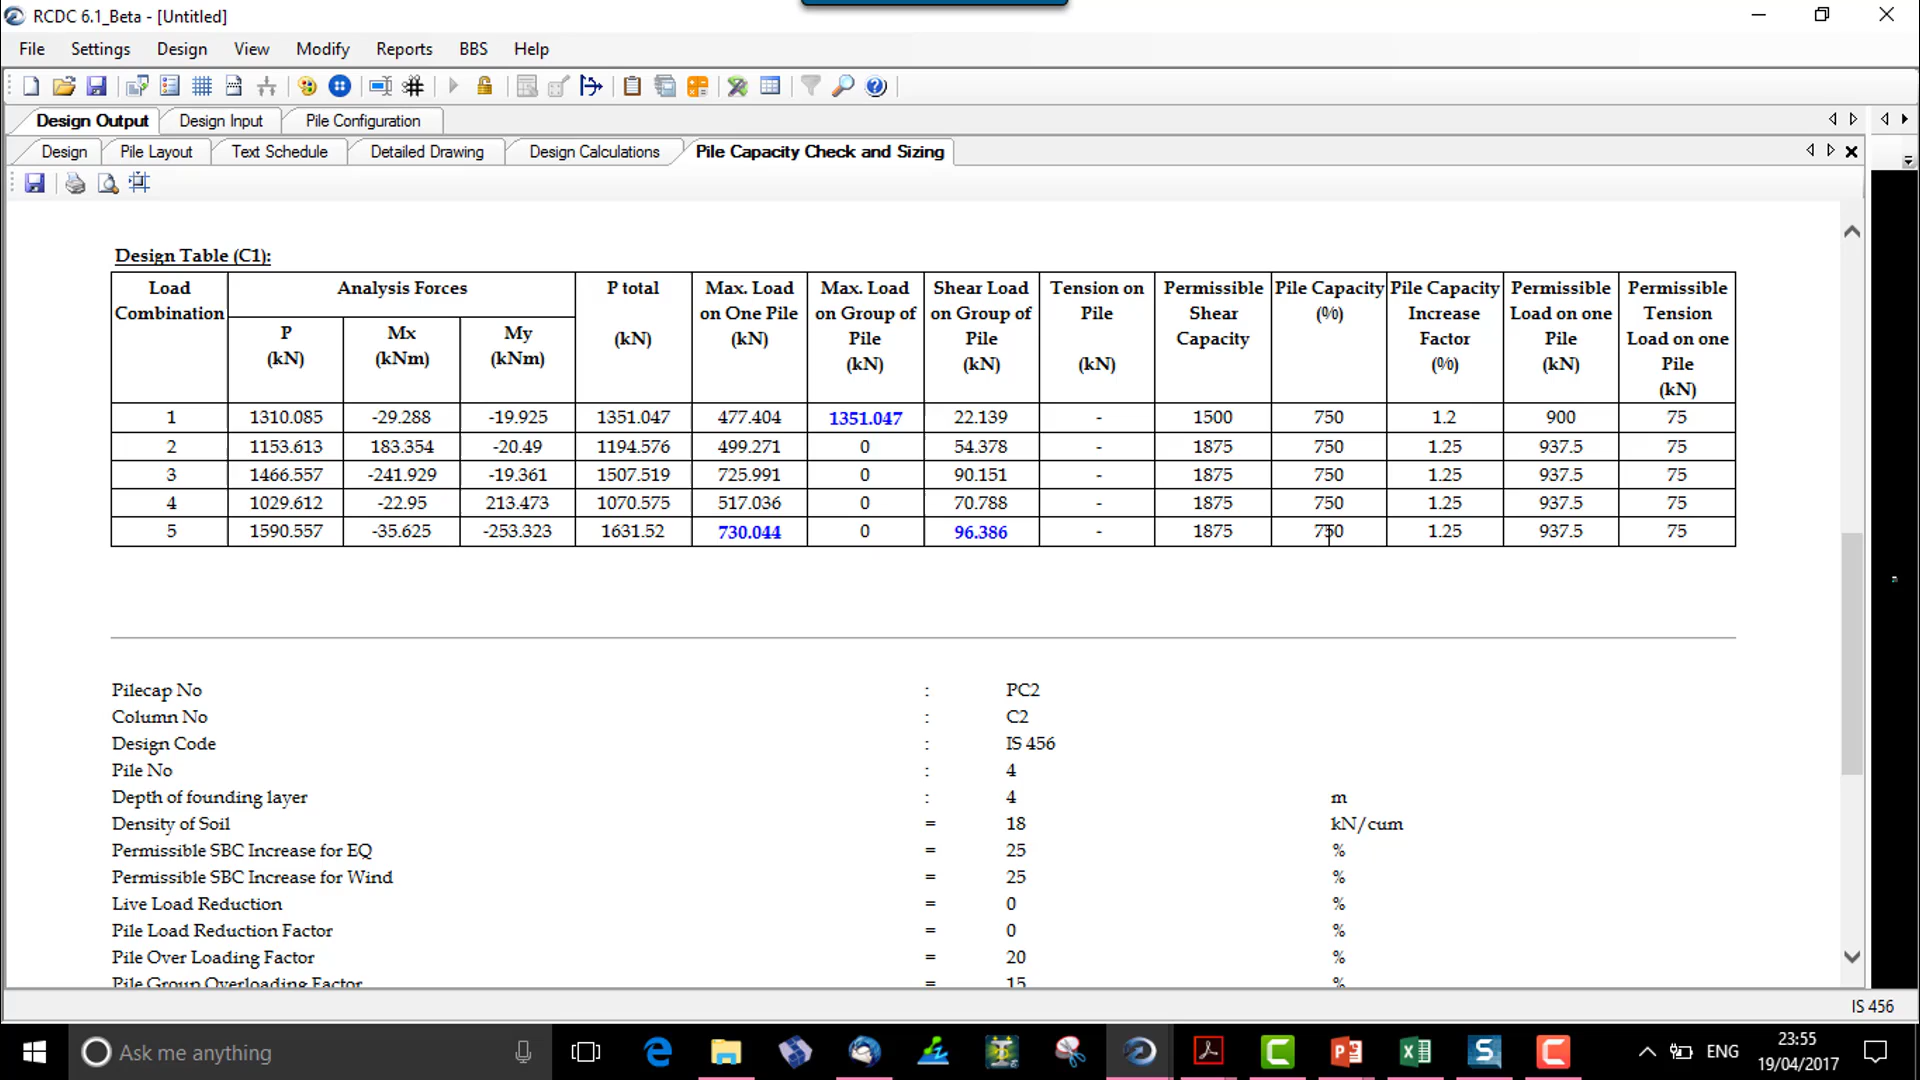 RCDC 6.1_Beta - [Untitled]
File Settings Design View Modify Reports BBS Help
Design Output Design Input Pile Configuration
Design Pile Layout Text Schedule Detailed Drawing Design Calculations Pile Capacity Check and Sizing
Design Table (C1):
Load Combination Analysis Forces P total (kN) Max. Load on One Pile (kN) Max. Load on Group of Pile (kN) Shear Load on Group of Pile (kN) Tension on Pile (kN) Permissible Shear Capacity Pile Capacity (%) Pile Capacity Increase Factor (%) Permissible Load on one Pile (kN) Permissible Tension Load on one Pile (kN)
P (kN) Mx (kNm) My (kNm)
1 1310.085 -29.288 -19.925 1351.047 477.404 1351.047 22.139 - 1500 750 1.2 900 75
2 1153.613 183.354 -20.49 1194.576 499.271 0 54.378 - 1875 750 1.25 937.5 75
3 1466.557 -241.929 -19.361 1507.519 725.991 0 90.151 - 1875 750 1.25 937.5 75
4 1029.612 -22.95 213.473 1070.575 517.036 0 70.788 - 1875 750 1.25 937.5 75
5 1590.557 -35.625 -253.323 1631.52 730.044 0 96.386 - 1875 750 1.25 937.5 75
Pilecap No : PC2
Column No : C2
Design Code : IS 456
Pile No : 4
Depth of founding layer : 4 m
Density of Soil = 18 kN/cum
Permissible SBC Increase for EQ = 25 %
Permissible SBC Increase for Wind = 25 %
Live Load Reduction = 0 %
Pile Load Reduction Factor = 0 %
Pile Over Loading Factor = 20 %
Pile Group Overloading Factor = 15 %
IS 456
Ask me anything
ENG
23:55
19/04/2017